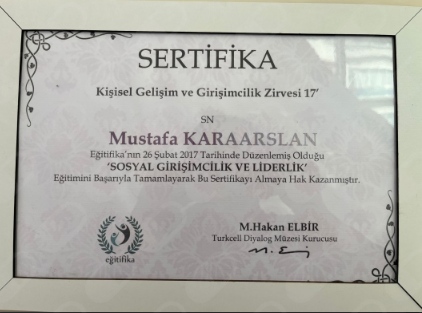 SERTİFİKA
Kişisel Gelişim ve Girişimcilik Zirvesi 17'
SN
Mustafa KARAARSLAN
Eğitifika'nın 26 Şubat 2017 Tarihinde Düzenlemiş Olduğu
'SOSYAL GİRİŞİMCİLİK VE LİDERLİK'
Eğitimini Başarıyla Tamamlayarak Bu Sertifikayı Almaya Hak Kazanmıştır.
M.Hakan ELBİR
Turkcell Diyalog Müzesi Kurucusu
eğitifika